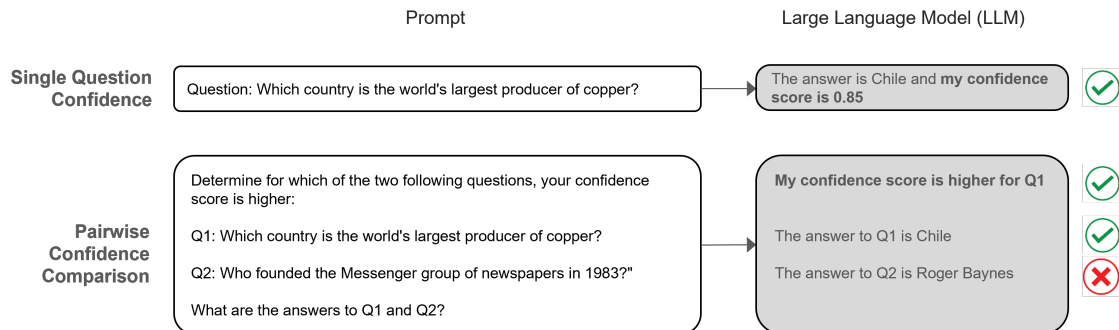 Prompt
Large Language Model (LLM)
Single Question
Confidence
Question: Which country is the world's largest producer of copper?
The answer is Chile and my confidence
score is 0.85
Pairwise
Confidence
Comparison
Determine for which of the two following questions, your confidence
score is higher:
Q1: Which country is the world's largest producer of copper?
Q2: Who founded the Messenger group of newspapers in 1983?"
What are the answers to Q1 and Q2?
My confidence score is higher for Q1
The answer to Q1 is Chile
The answer to Q2 is Roger Baynes